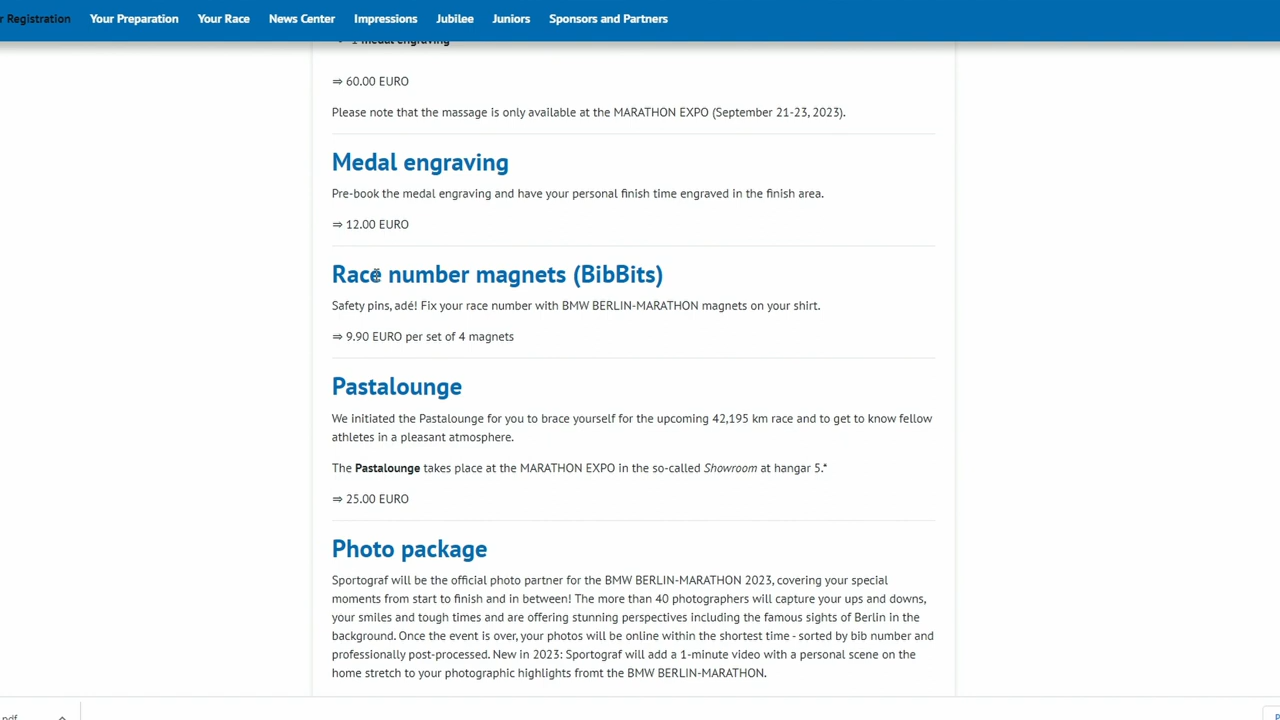 r Registration Your Preparation Your Race News Center Impressions Jubilee Juniors Sponsors and Partners
1 medal engraving
⇒ 60.00 EURO
Please note that the massage is only available at the MARATHON EXPO (September 21-23, 2023).
Medal engraving
Pre-book the medal engraving and have your personal finish time engraved in the finish area.
⇒ 12.00 EURO
Race number magnets (BibBits)
Safety pins, adé! Fix your race number with BMW BERLIN-MARATHON magnets on your shirt.
⇒ 9.90 EURO per set of 4 magnets
Pastalounge
We initiated the Pastalounge for you to brace yourself for the upcoming 42,195 km race and to get to know fellow
athletes in a pleasant atmosphere.
The Pastalounge takes place at the MARATHON EXPO in the so-called Showroom at hangar 5.*
⇒ 25.00 EURO
Photo package
Sportograf will be the official photo partner for the BMW BERLIN-MARATHON 2023, covering your special
moments from start to finish and in between! The more than 40 photographers will capture your ups and downs,
your smiles and tough times and are offering stunning perspectives including the famous sights of Berlin in the
background. Once the event is over, your photos will be online within the shortest time - sorted by bib number and
professionally post-processed. New in 2023: Sportograf will add a 1-minute video with a personal scene on the
home stretch to your photographic highlights fromt the BMW BERLIN-MARATHON.
.pdf